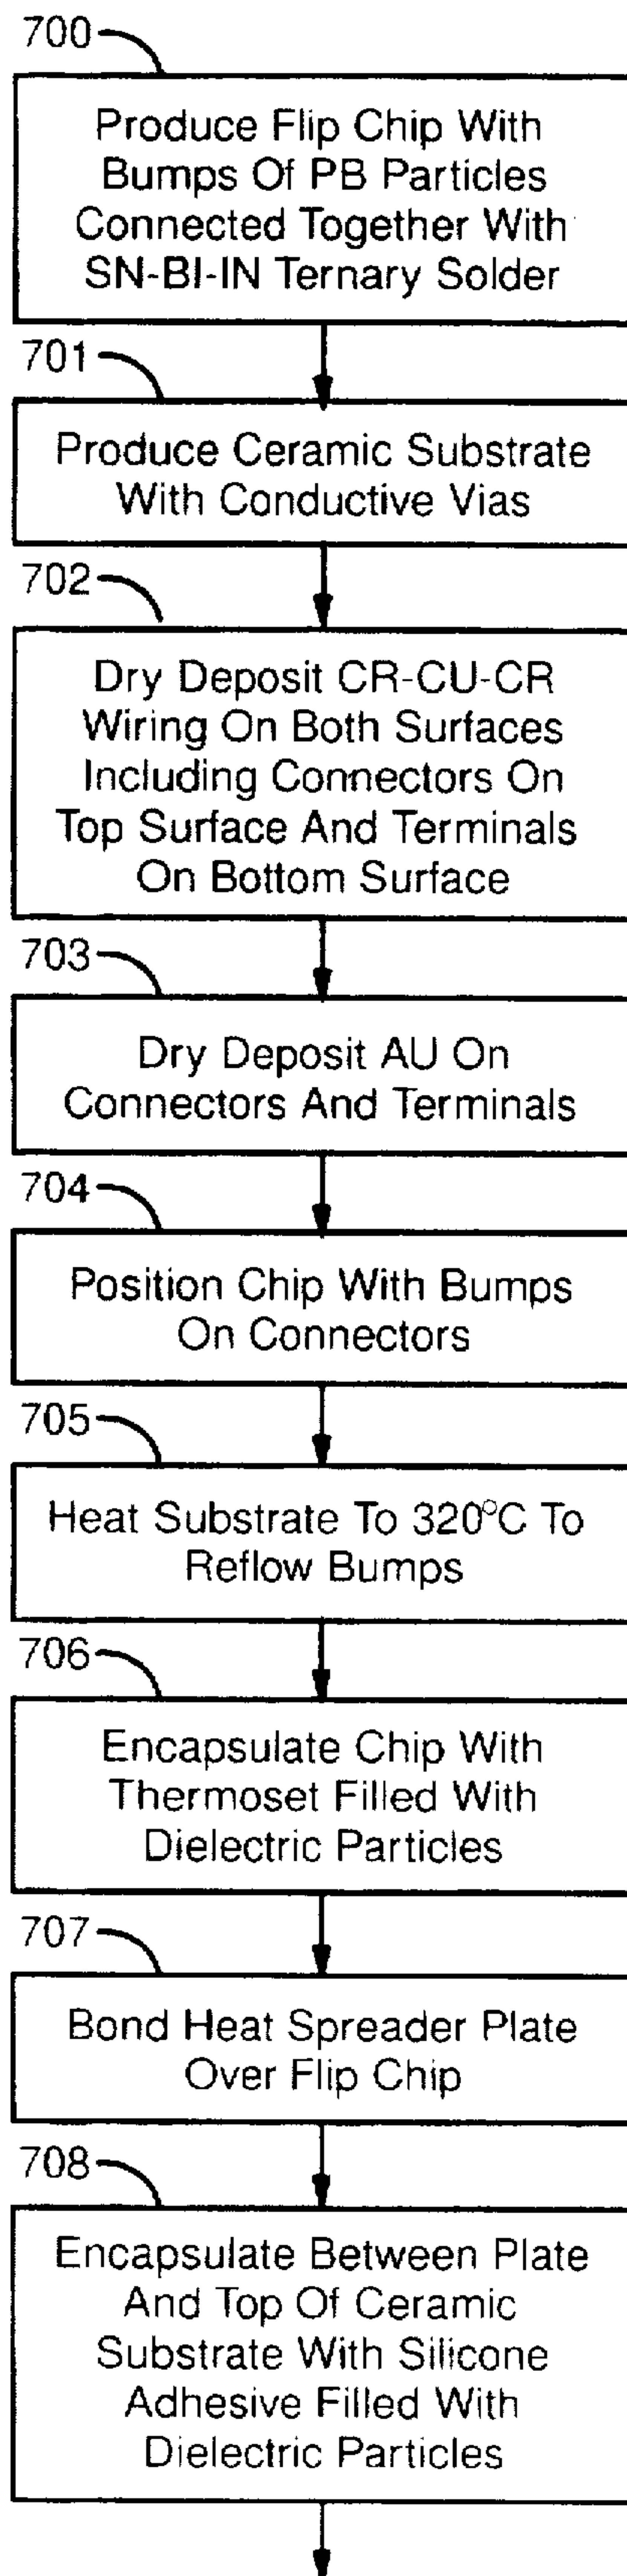 700
Produce Flip Chip With
Bumps Of PB Particles
Connected Together With
SN-BI-IN Ternary Solder
701
Produce Ceramic Substrate
With Conductive Vias
702
Dry Deposit CR-CU-CR
Wiring On Both Surfaces
Including Connectors On
Top Surface And Terminals
On Bottom Surface
703
Dry Deposit AU On
Connectors And Terminals
704
Position Chip With Bumps
On Connectors
705
Heat Substrate To 320°C To
Reflow Bumps
706
Encapsulate Chip With
Thermoset Filled With
Dielectric Particles
707
Bond Heat Spreader Plate
Over Flip Chip
708
Encapsulate Between Plate
And Top Of Ceramic
Substrate With Silicone
Adhesive Filled With
Dielectric Particles